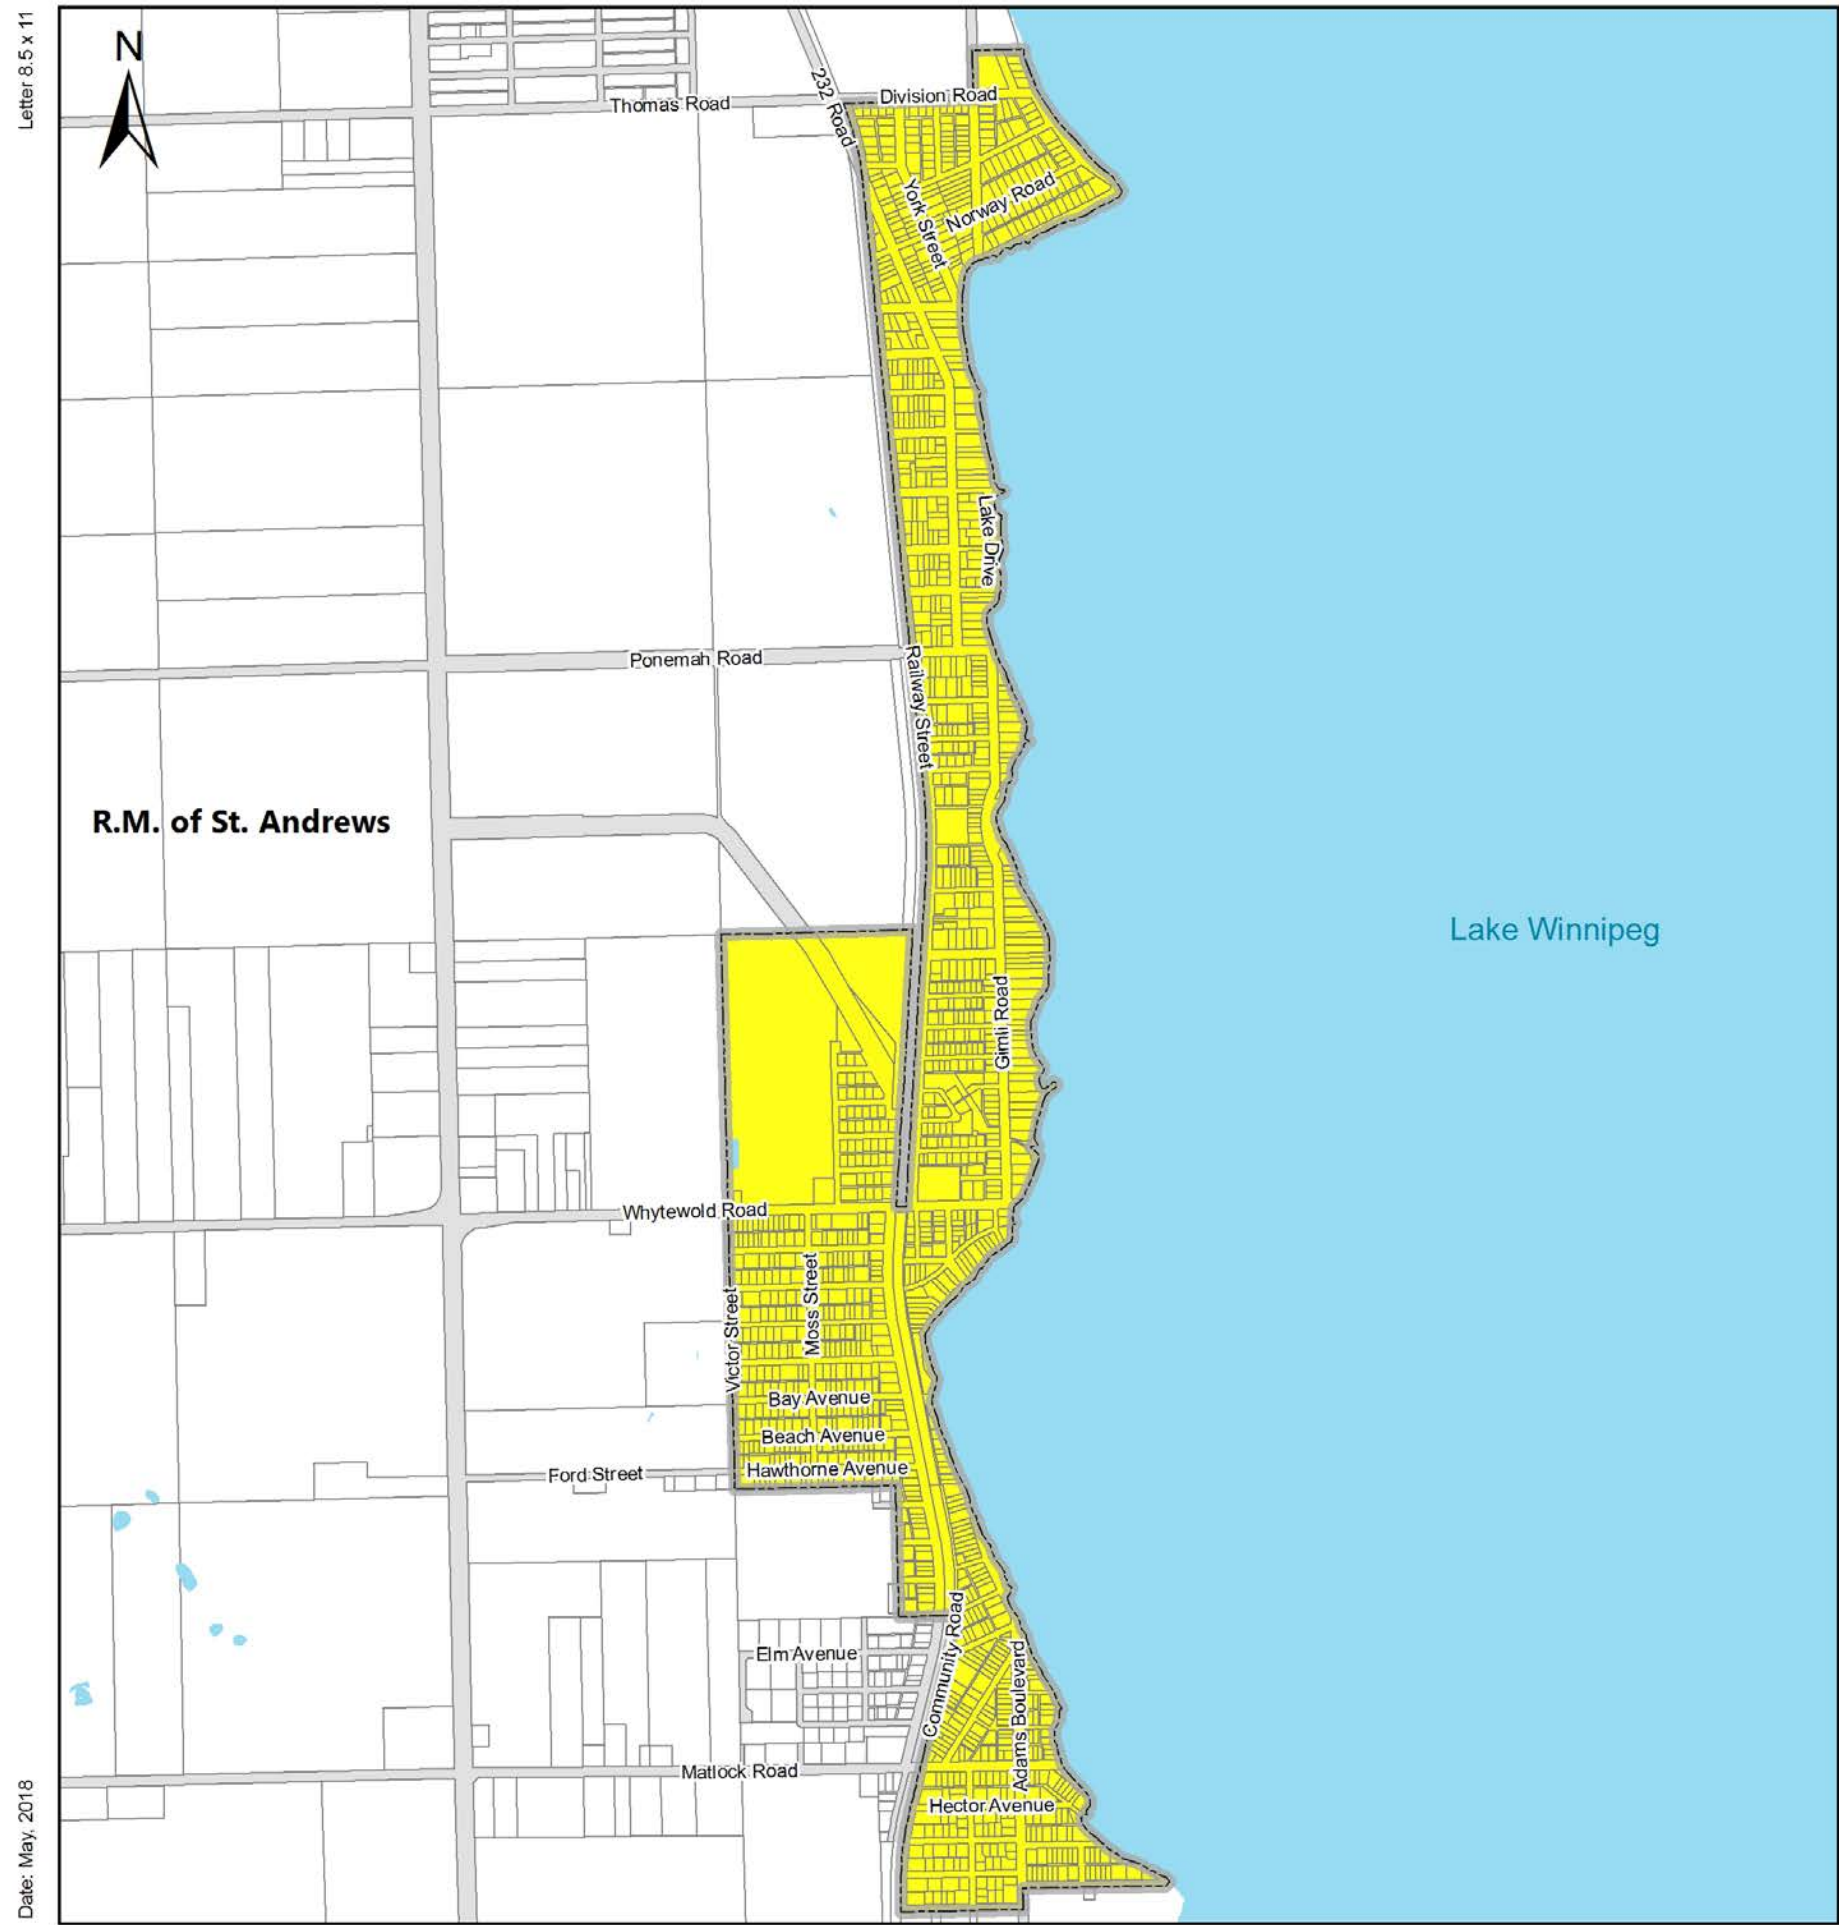 Letter 8.5 x 11
N
232 Road
Thomas Road
Division Road
York Street
Norway Road
Lake Drive
Ponemah Road
Railway Street
R.M. of St. Andrews
Lake Winnipeg
Gimli Road
Whytewold Road
Moss Street
Victor Street
Bay Avenue
Beach Avenue
Hawthorne Avenue
Ford Street
Community Road
Elm Avenue
Adams Boulevard
Matlock Road
Hector Avenue
Date: May, 2018